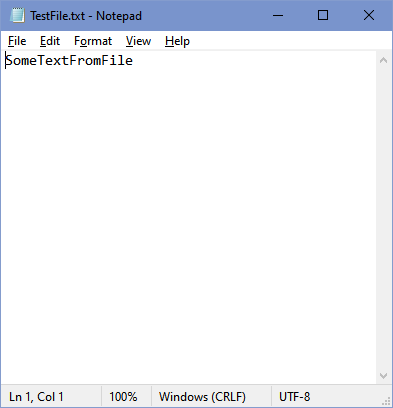 TestFile.txt - Notepad
File Edit Format View Help
SomeTextFromFile
Ln 1, Col 1 100% Windows (CRLF) UTF-8